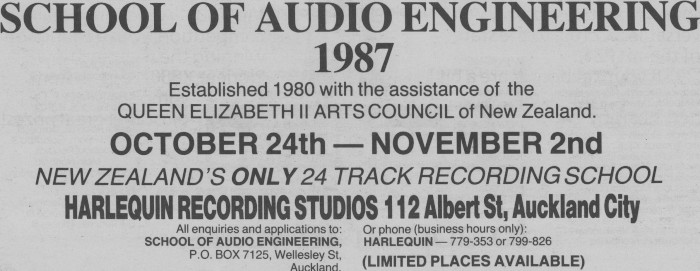 SCHOOL OF AUDIO ENGINEERING
1987
Established 1980 with the assistance of the
QUEEN ELIZABETH II ARTS COUNCIL of New Zealand.
OCTOBER 24th — NOVEMBER 2nd
NEW ZEALAND'S ONLY 24 TRACK RECORDING SCHOOL
HARLEQUIN RECORDING STUDIOS 112 Albert St, Auckland City
All enquiries and applications to:
SCHOOL OF AUDIO ENGINEERING,
P.O. BOX 7125, Wellesley St,
Auckland.
Or phone (business hours only):
HARLEQUIN — 779-353 or 799-826
(LIMITED PLACES AVAILABLE)